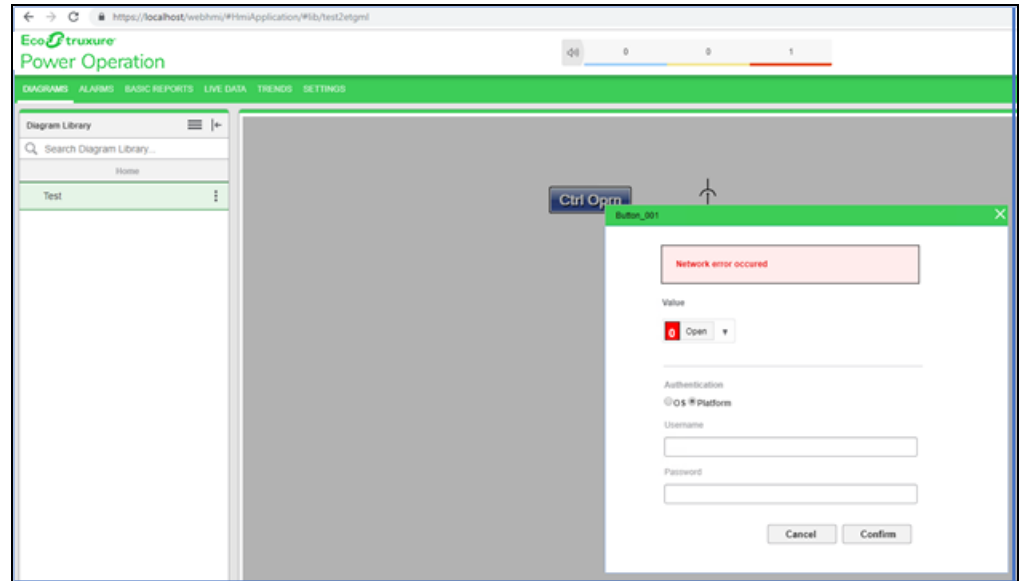 https://localhost/webhmi/#HmiApplication/#lib/test2etgml
EcoStruxure
Power Operation
0 0 1
DIAGRAMS ALARMS BASIC REPORTS LIVE DATA TRENDS SETTINGS
Diagram Library
Search Diagram Library...
Home
Test
Ctrl Oprn
Button_001
Network error occured
Value
0 Open
Authentication
OS Platform
Username
Password
Cancel Confirm